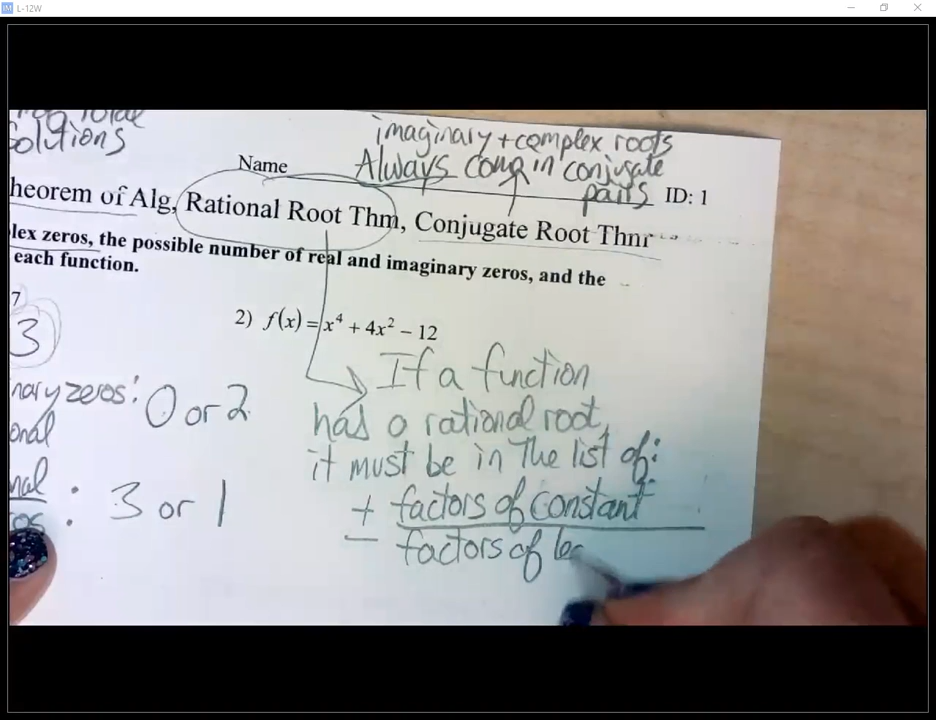 L-12W
solutions
imaginary + complex roots
Always come in conjugate
pairs
Name
ID: 1
heorem of Alg, Rational Root Thm, Conjugate Root Thm
lex zeros, the possible number of real and imaginary zeros, and the
each function.
7
3
2) f(x) = x⁴ + 4x² − 12
nary zeros: 0 or 2
onal
nal : 3 or 1
If a function
has a rational root,
it must be in the list of:
± factors of constant
factors of lea